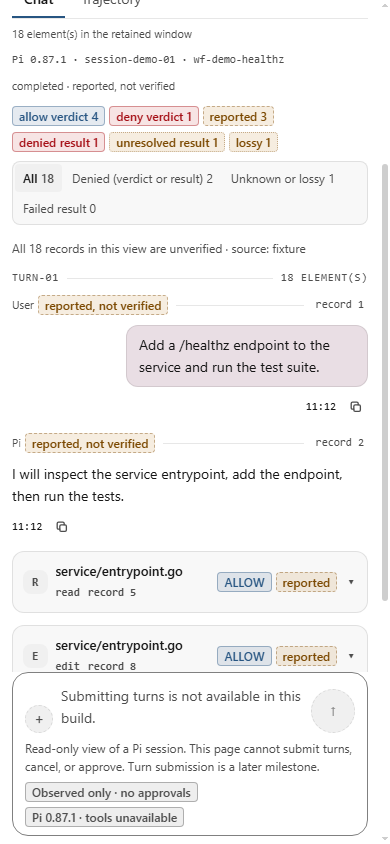 Chat Trajectory
18 element(s) in the retained window
Pi 0.87.1 · session-demo-01 · wf-demo-healthz
completed · reported, not verified
allow verdict 4 deny verdict 1 reported 3
denied result 1 unresolved result 1 lossy 1
All 18 Denied (verdict or result) 2 Unknown or lossy 1
Failed result 0
All 18 records in this view are unverified · source: fixture
TURN-01 18 ELEMENT(S)
User reported, not verified record 1
Add a /healthz endpoint to the
service and run the test suite.
11:12
Pi reported, not verified record 2
I will inspect the service entrypoint, add the endpoint,
then run the tests.
11:12
R service/entrypoint.go ALLOW reported
read record 5
E service/entrypoint.go ALLOW reported
edit record 8
Submitting turns is not available in this
build.
+ ↑
Read-only view of a Pi session. This page cannot submit turns,
cancel, or approve. Turn submission is a later milestone.
Observed only · no approvals
Pi 0.87.1 · tools unavailable